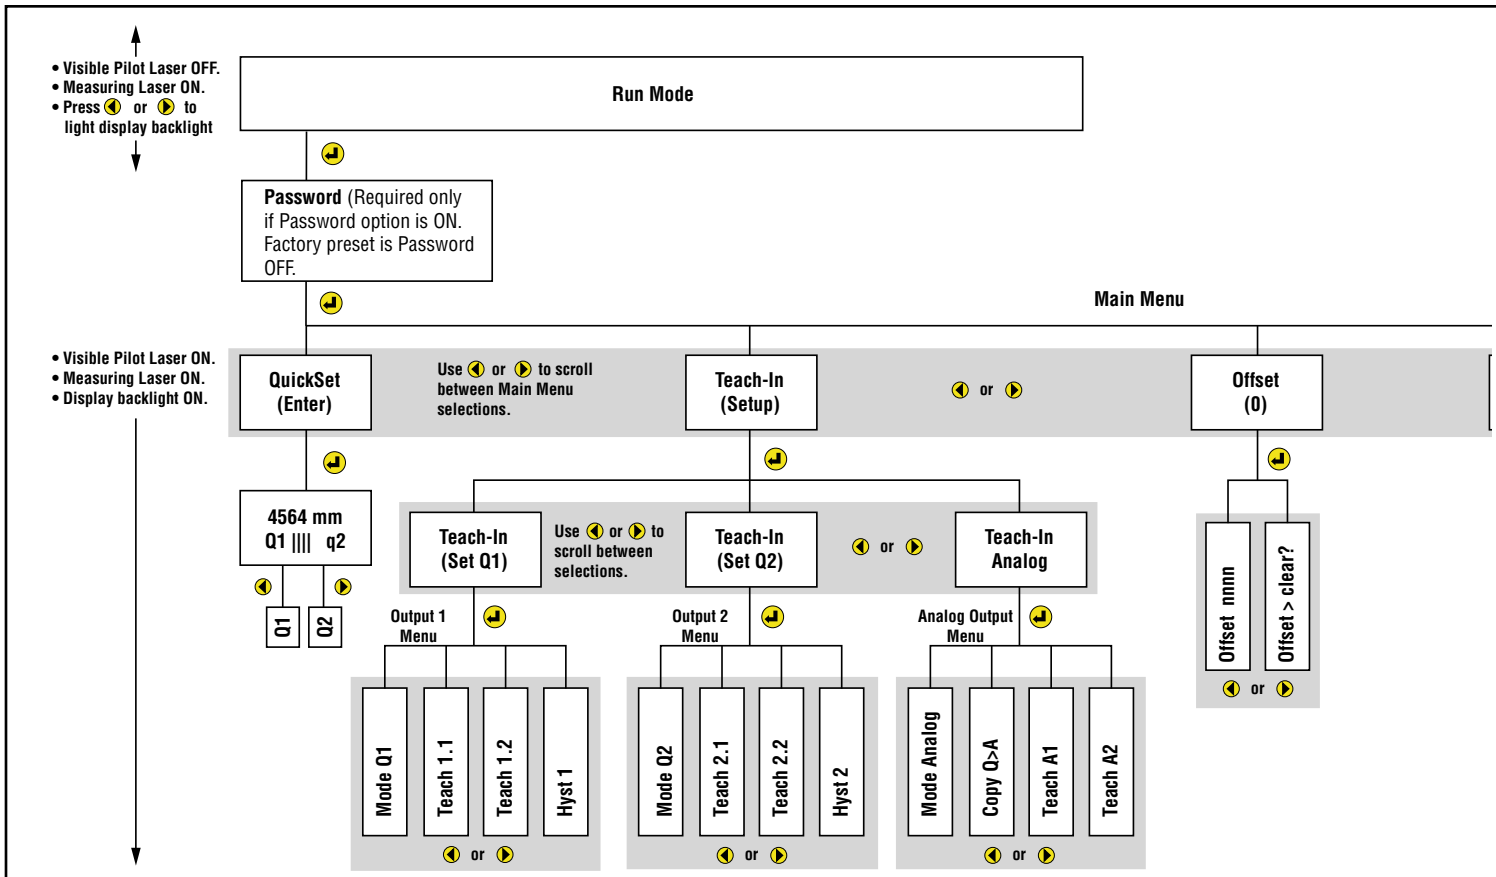 • Visible Pilot Laser OFF.
• Measuring Laser ON.
• Press or to
light display backlight
Run Mode
Password (Required only
if Password option is ON.
Factory preset is Password
OFF.
Main Menu
• Visible Pilot Laser ON.
• Measuring Laser ON.
• Display backlight ON.
QuickSet
(Enter)
Use or to scroll
between Main Menu
selections.
Teach-In
(Setup)
or
Offset
(0)
4564 mm
Q1 |||| q2
Q1
Q2
Teach-In
(Set Q1)
Use or to
scroll between
selections.
Teach-In
(Set Q2)
or
Teach-In
Analog
Offset nnnn
Offset > clear?
or
Output 1
Menu
Mode Q1
Teach 1.1
Teach 1.2
Hyst 1
or
Output 2
Menu
Mode Q2
Teach 2.1
Teach 2.2
Hyst 2
or
Analog Output
Menu
Mode Analog
Copy Q>A
Teach A1
Teach A2
or